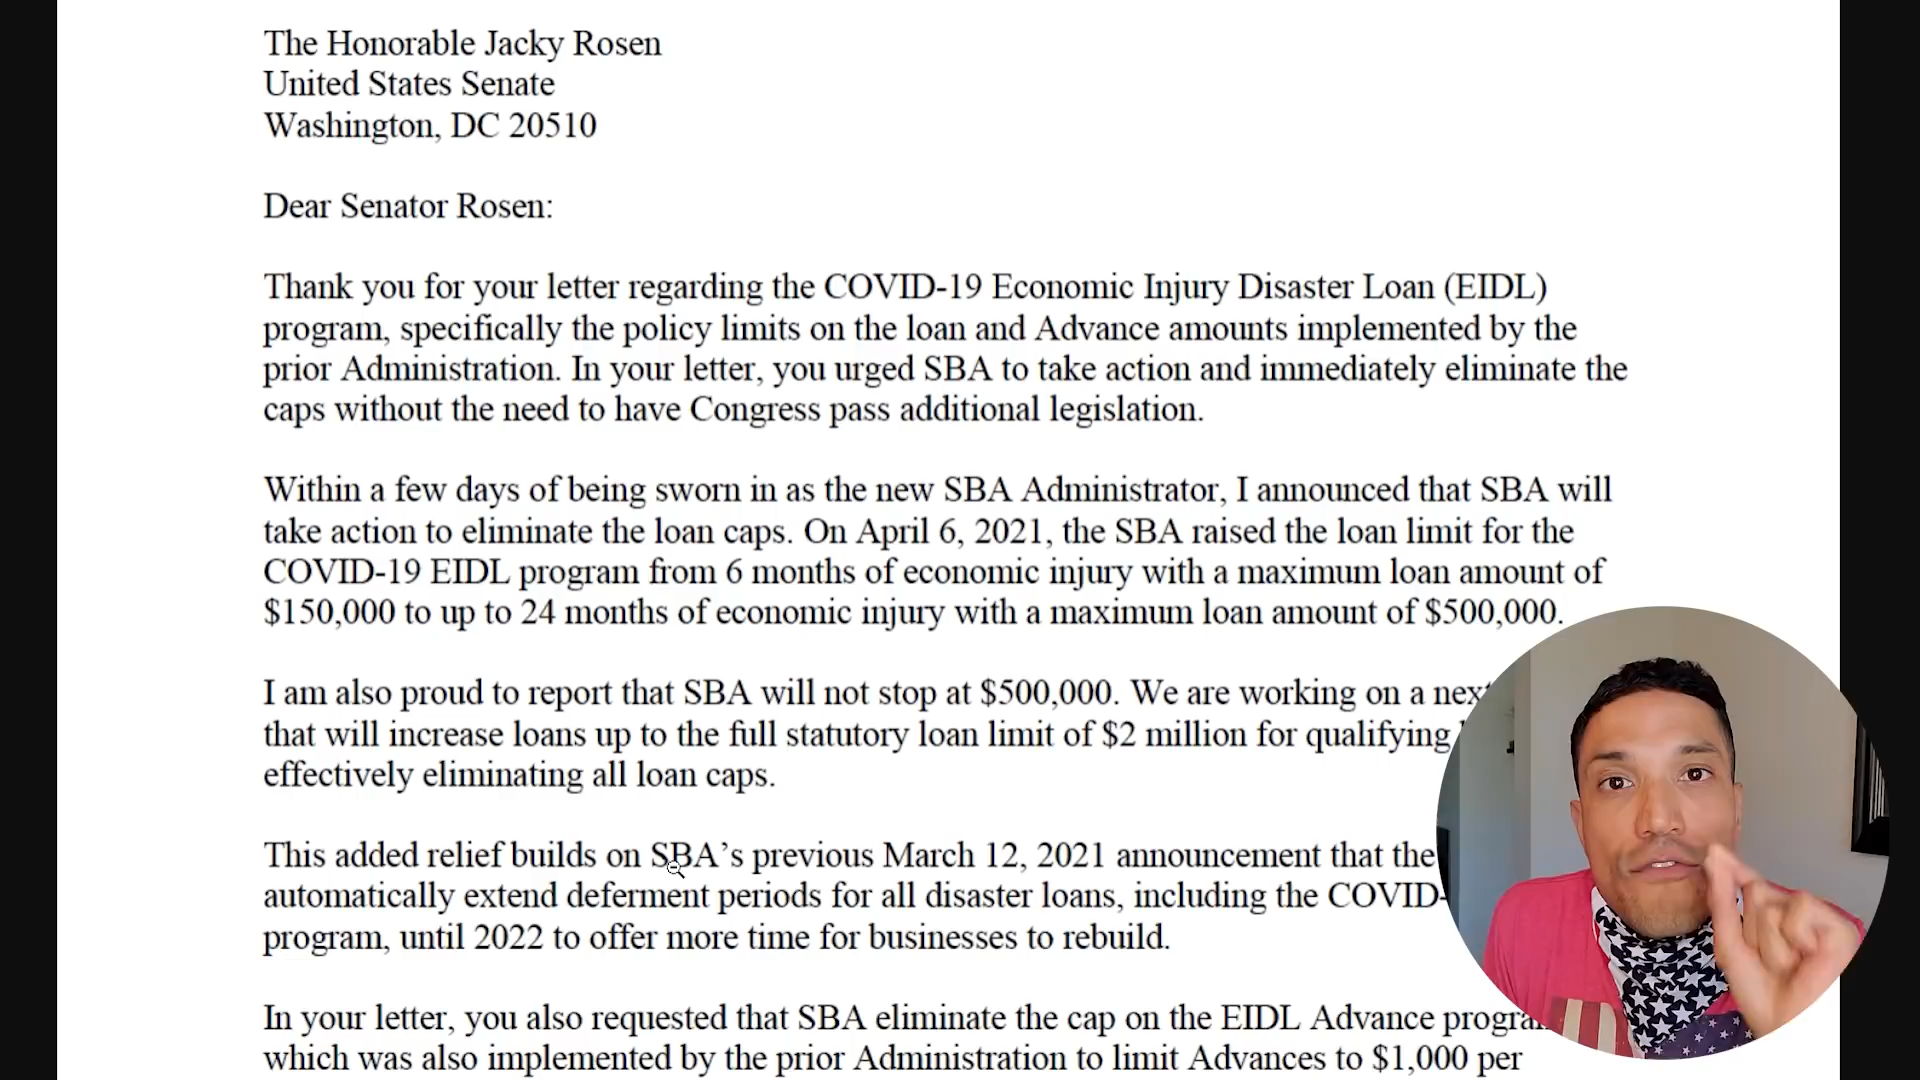 The Honorable Jacky Rosen
United States Senate
Washington, DC 20510
Dear Senator Rosen:
Thank you for your letter regarding the COVID-19 Economic Injury Disaster Loan (EIDL)
program, specifically the policy limits on the loan and Advance amounts implemented by the
prior Administration. In your letter, you urged SBA to take action and immediately eliminate the
caps without the need to have Congress pass additional legislation.
Within a few days of being sworn in as the new SBA Administrator, I announced that SBA will
take action to eliminate the loan caps. On April 6, 2021, the SBA raised the loan limit for the
COVID-19 EIDL program from 6 months of economic injury with a maximum loan amount of
$150,000 to up to 24 months of economic injury with a maximum loan amount of $500,000.
I am also proud to report that SBA will not stop at $500,000. We are working on a next
that will increase loans up to the full statutory loan limit of $2 million for qualifying
effectively eliminating all loan caps.
This added relief builds on SBA’s previous March 12, 2021 announcement that the
automatically extend deferment periods for all disaster loans, including the COVID-
program, until 2022 to offer more time for businesses to rebuild.
In your letter, you also requested that SBA eliminate the cap on the EIDL Advance program
which was also implemented by the prior Administration to limit Advances to $1,000 per